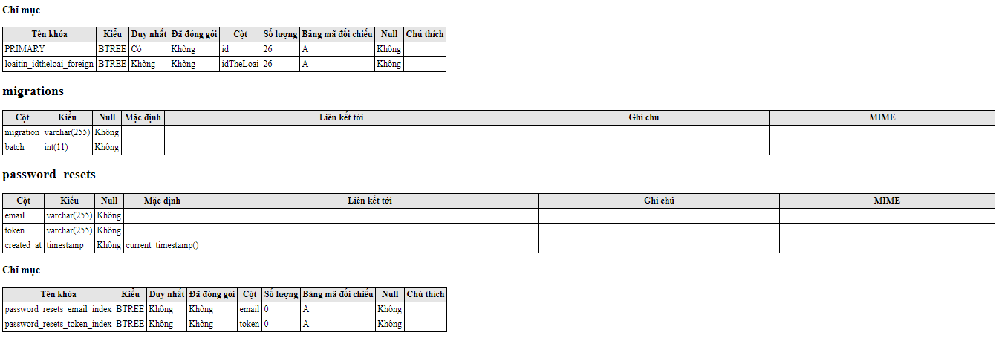 Chỉ mục
Tên khóa Kiểu Duy nhất Đã đóng gói Cột Số lượng Bảng mã đối chiếu Null Chú thích
PRIMARY BTREE Có Không id 26 A Không
loaitin_idtheloai_foreign BTREE Không Không idTheLoai 26 A Không
migrations
Cột Kiểu Null Mặc định Liên kết tới Ghi chú MIME
migration varchar(255) Không
batch int(11) Không
password_resets
Cột Kiểu Null Mặc định Liên kết tới Ghi chú MIME
email varchar(255) Không
token varchar(255) Không
created_at timestamp Không current_timestamp()
Chỉ mục
Tên khóa Kiểu Duy nhất Đã đóng gói Cột Số lượng Bảng mã đối chiếu Null Chú thích
password_resets_email_index BTREE Không Không email 0 A Không
password_resets_token_index BTREE Không Không token 0 A Không